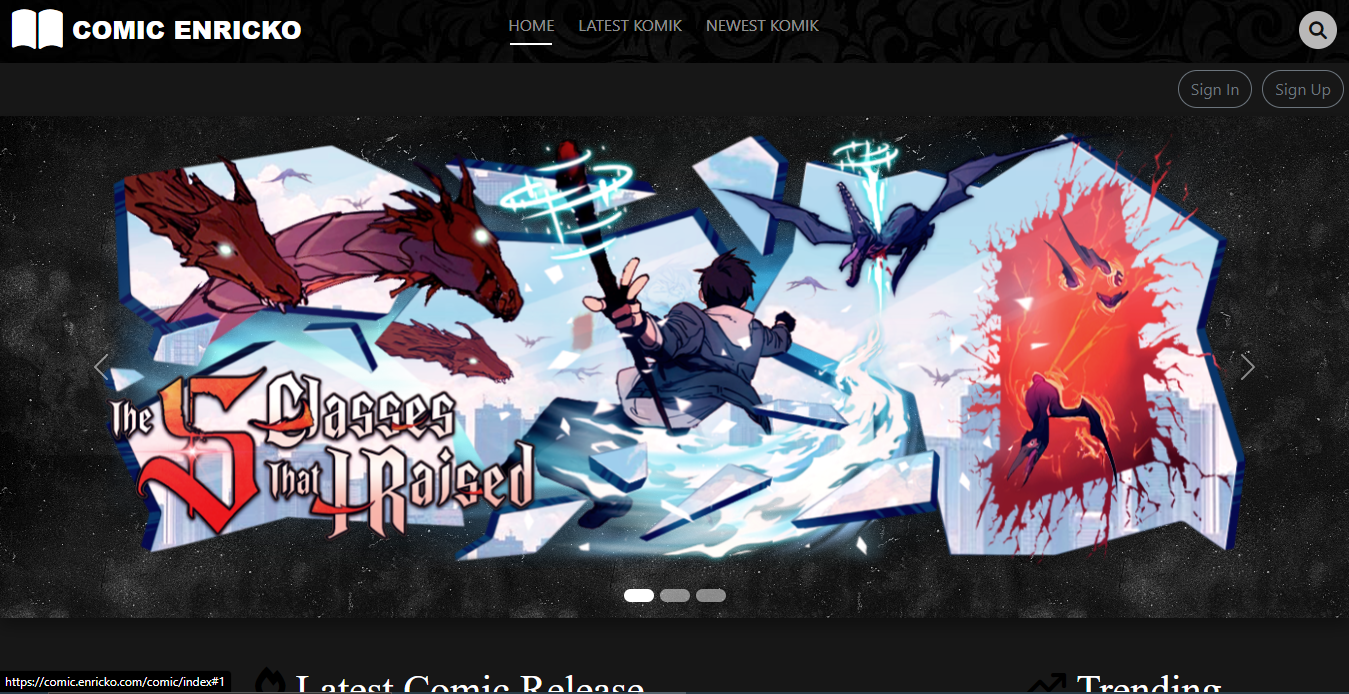 COMIC ENRICKO
HOME LATEST KOMIK NEWEST KOMIK
Sign In Sign Up
The S Classes
That I Raised
Latest Comic Release
Trending
https://comic.enricko.com/comic/index#1